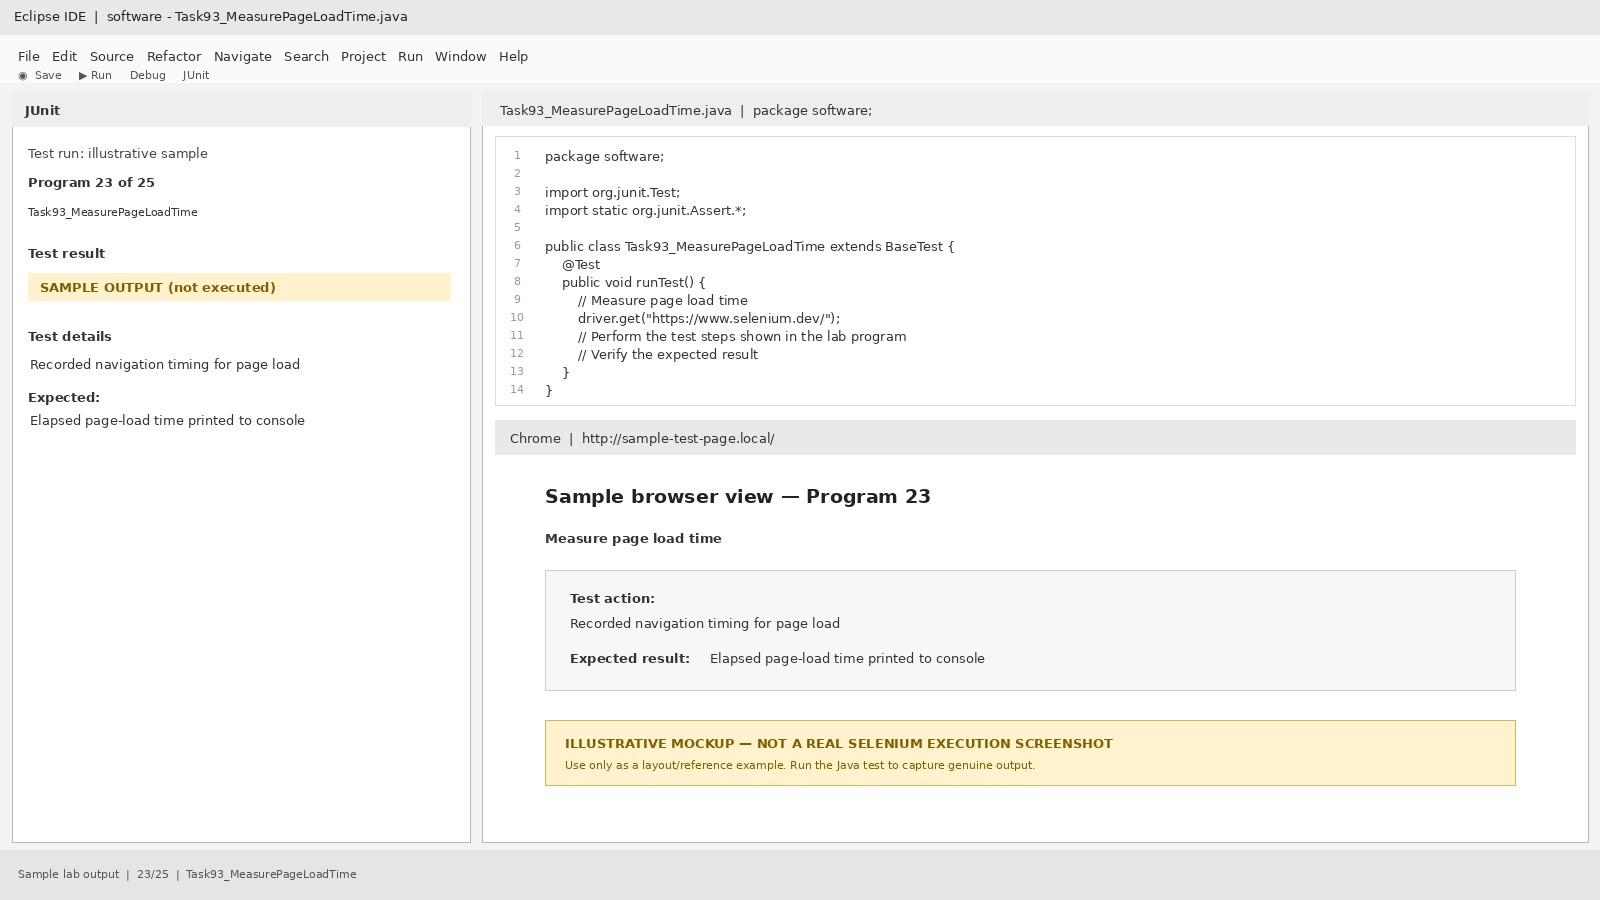 Eclipse IDE  |  software - Task93_MeasurePageLoadTime.java
File Edit Source Refactor Navigate Search Project Run Window Help
◉ Save ▶ Run Debug JUnit
JUnit
Test run: illustrative sample
Program 23 of 25
Task93_MeasurePageLoadTime
Test result
SAMPLE OUTPUT (not executed)
Test details
Recorded navigation timing for page load
Expected:
Elapsed page-load time printed to console
Task93_MeasurePageLoadTime.java  |  package software;
1 package software;
2
3 import org.junit.Test;
4 import static org.junit.Assert.*;
5
6 public class Task93_MeasurePageLoadTime extends BaseTest {
7 @Test
8 public void runTest() {
9 // Measure page load time
10 driver.get("https://www.selenium.dev/");
11 // Perform the test steps shown in the lab program
12 // Verify the expected result
13 }
14 }
Chrome  |  http://sample-test-page.local/
Sample browser view — Program 23
Measure page load time
Test action:
Recorded navigation timing for page load
Expected result: Elapsed page-load time printed to console
ILLUSTRATIVE MOCKUP — NOT A REAL SELENIUM EXECUTION SCREENSHOT
Use only as a layout/reference example. Run the Java test to capture genuine output.
Sample lab output  |  23/25  |  Task93_MeasurePageLoadTime